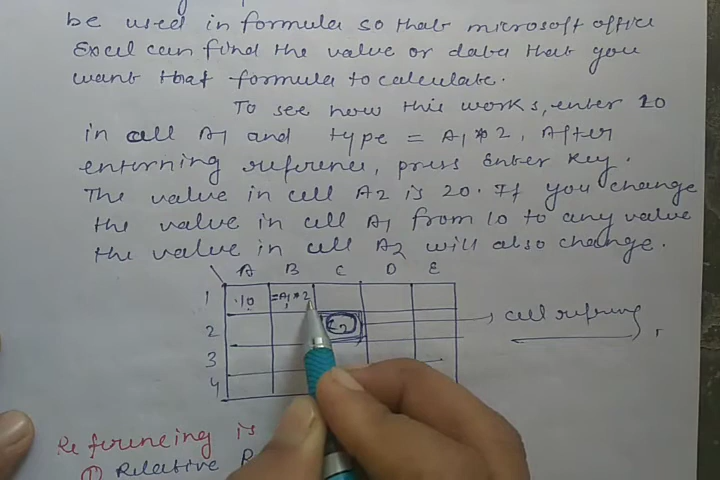 be used in formula so that microsoft office
Excel can find the value or data that you
want that formula to calculate.
To see how this works, enter 10
in cell A1 and type = A1*2, After
enterning reference, press Enter Key.
The value in cell A2 is 20. If you change
the value in cell A1 from 10 to any value
the value in cell A2 will also change.
A B C D E
1 10 =A1*2
2 C2 cell refring
3
4
Referencing is
① Relative R